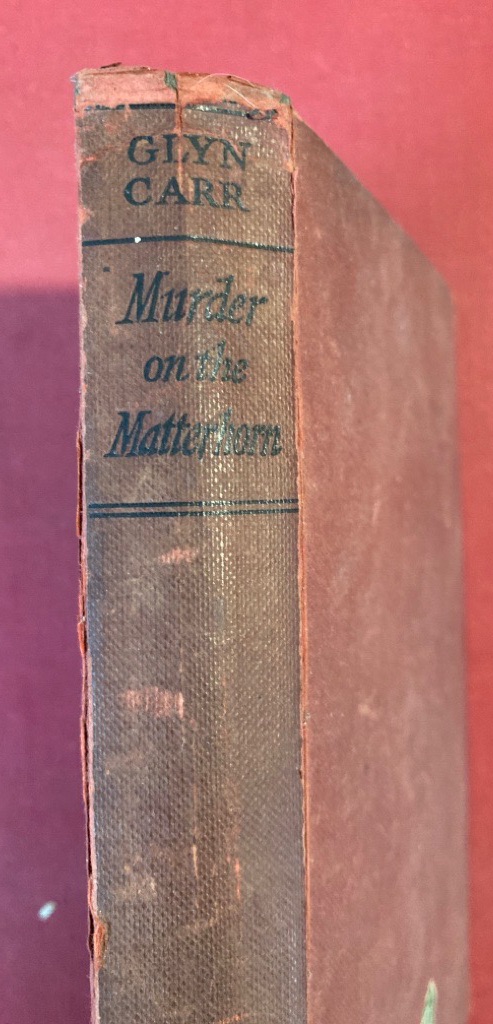 GLYN
CARR
Murder
on the
Matterhorn